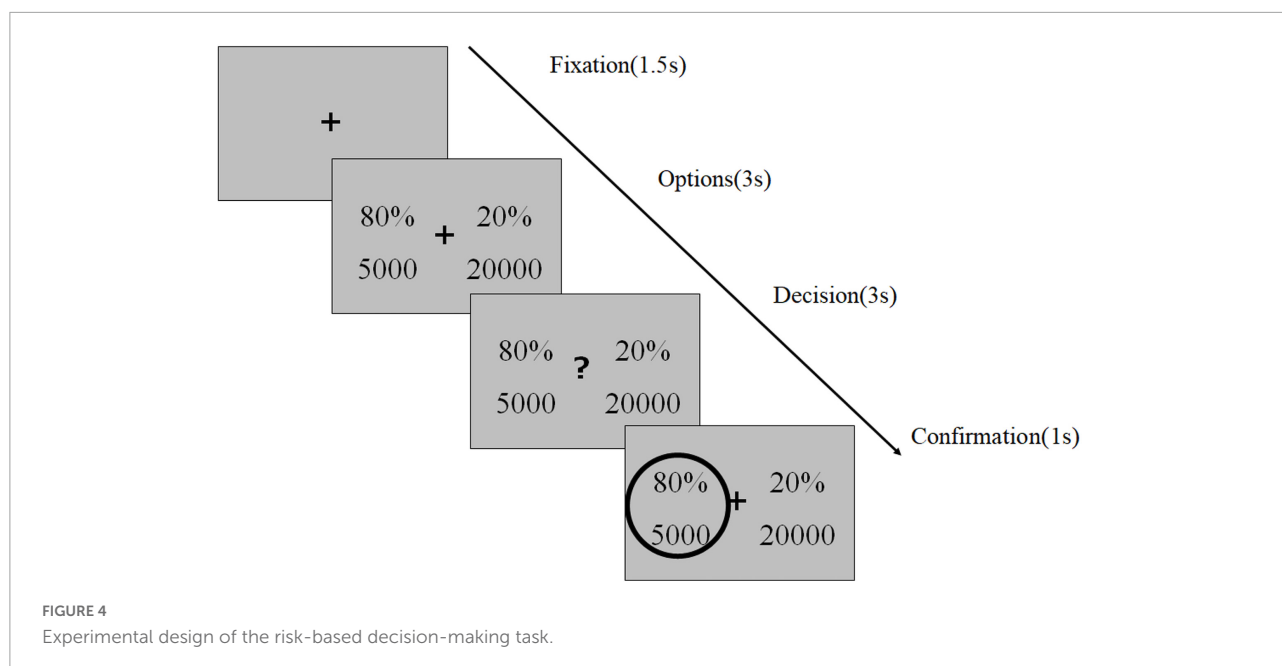 Fixation(1.5s)
+
Options(3s)
80% + 20%
5000 20000
Decision(3s)
80% ? 20%
5000 20000
Confirmation(1s)
80% + 20%
5000 20000
FIGURE 4
Experimental design of the risk-based decision-making task.